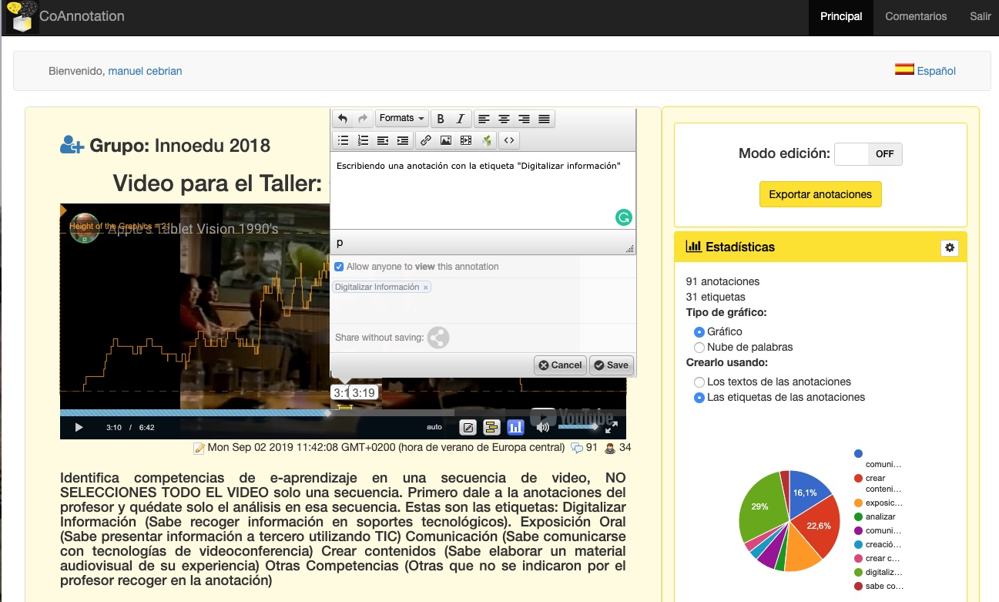 CoAnnotation
Principal Comentarios Salir
Bienvenido, manuel cebrian
Español
Grupo: Innoedu 2018
Video para el Taller:
Height of the Graphics = 21
Apple's Tablet Vision 1990's
Formats B I
Escribiendo una anotación con la etiqueta "Digitalizar información"
p
Allow anyone to view this annotation
Digitalizar Información ×
Share without saving:
Cancel Save
3:19
3:10 / 6:42 auto
YouTube
Mon Sep 02 2019 11:42:08 GMT+0200 (hora de verano de Europa central) 91 34
Identifica competencias de e-aprendizaje en una secuencia de video, NO
SELECCIONES TODO EL VIDEO solo una secuencia. Primero dale a la anotaciones del
profesor y quédate solo el análisis en esa secuencia. Estas son las etiquetas: Digitalizar
Información (Sabe recoger información en soportes tecnológicos). Exposición Oral
(Sabe presentar información a tercero utilizando TIC) Comunicación (Sabe comunicarse
con tecnologías de videoconferencia) Crear contenidos (Sabe elaborar un material
audiovisual de su experiencia) Otras Competencias (Otras que no se indicaron por el
profesor recoger en la anotación)
Modo edición: OFF
Exportar anotaciones
Estadísticas
91 anotaciones
31 etiquetas
Tipo de gráfico:
Gráfico
Nube de palabras
Crearlo usando:
Los textos de las anotaciones
Las etiquetas de las anotaciones
16,1%
22,6%
29%
comuni…
crear
conteni…
exposic…
analizar
comuni…
creació…
crear c…
digitaliz…
sabe co…